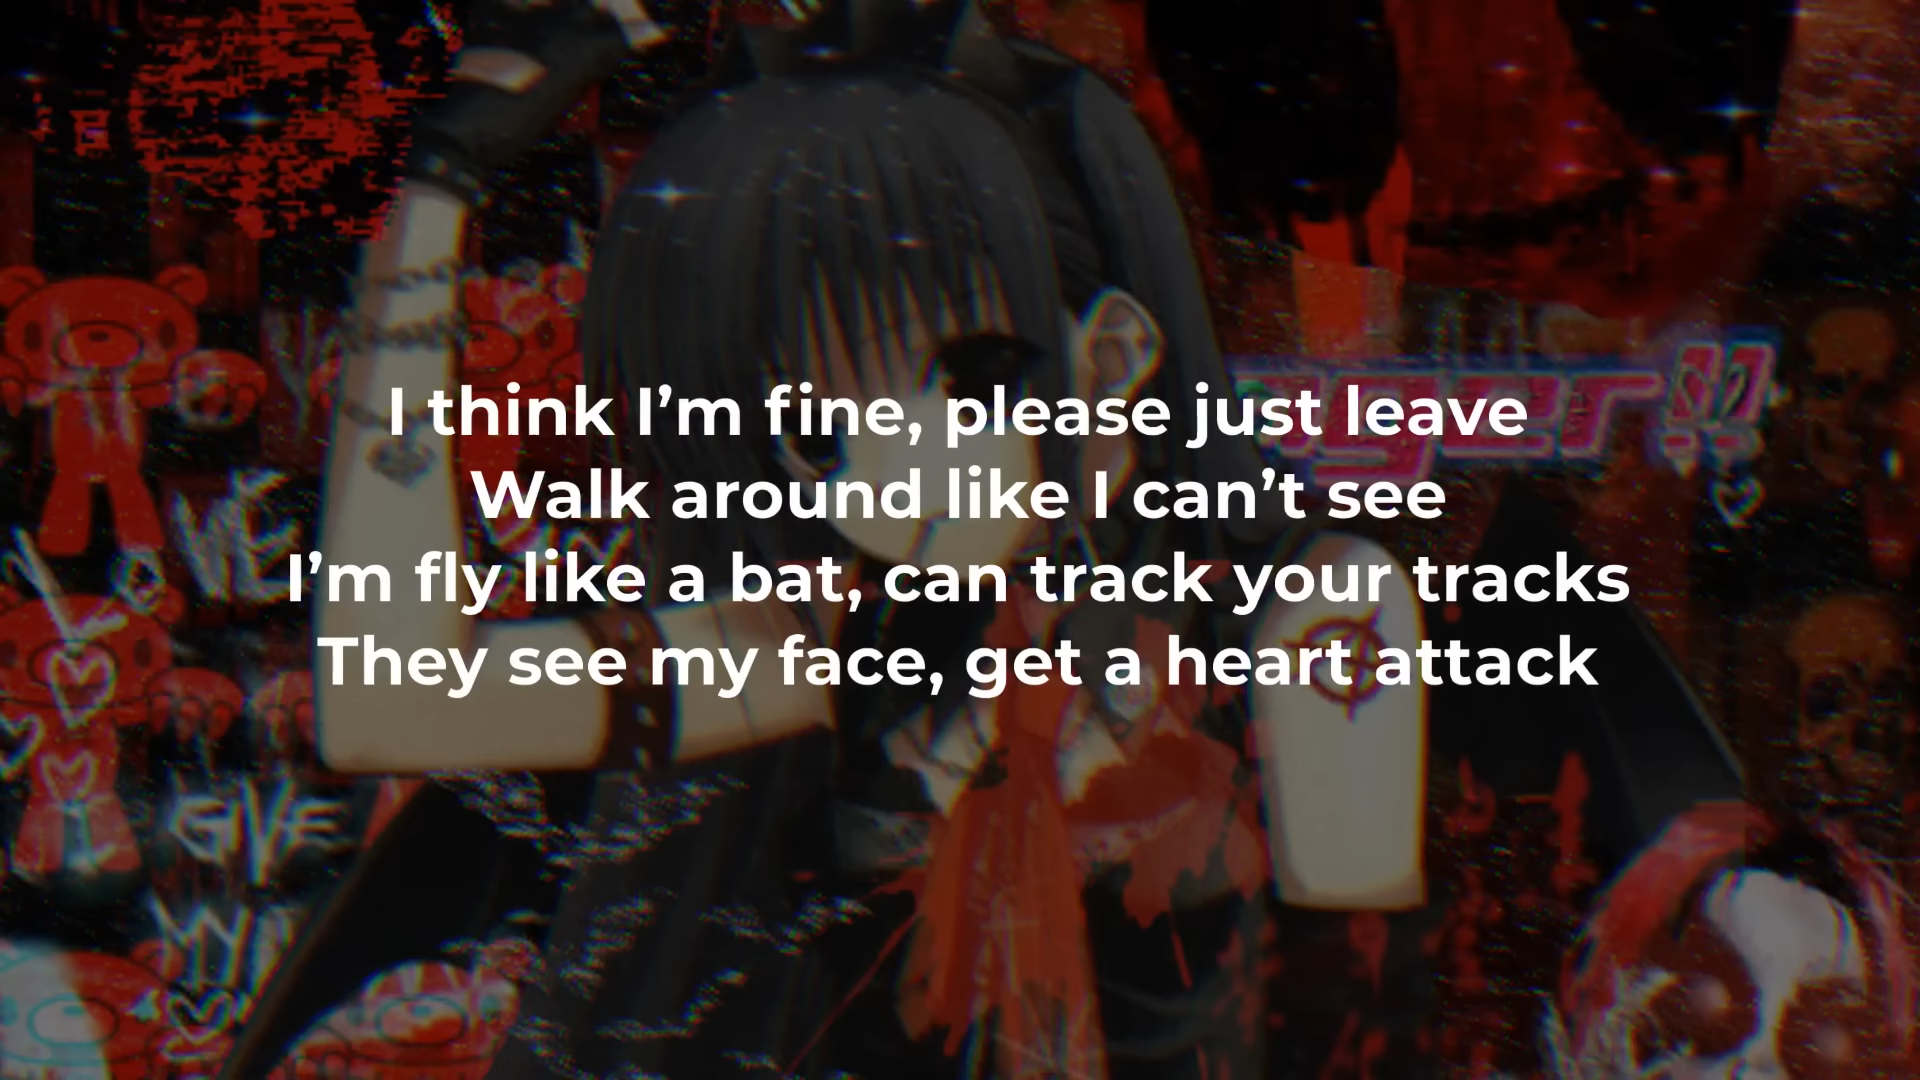 I think I’m fine, please just leave
Walk around like I can’t see
I’m fly like a bat, can track your tracks
They see my face, get a heart attack
GIVE